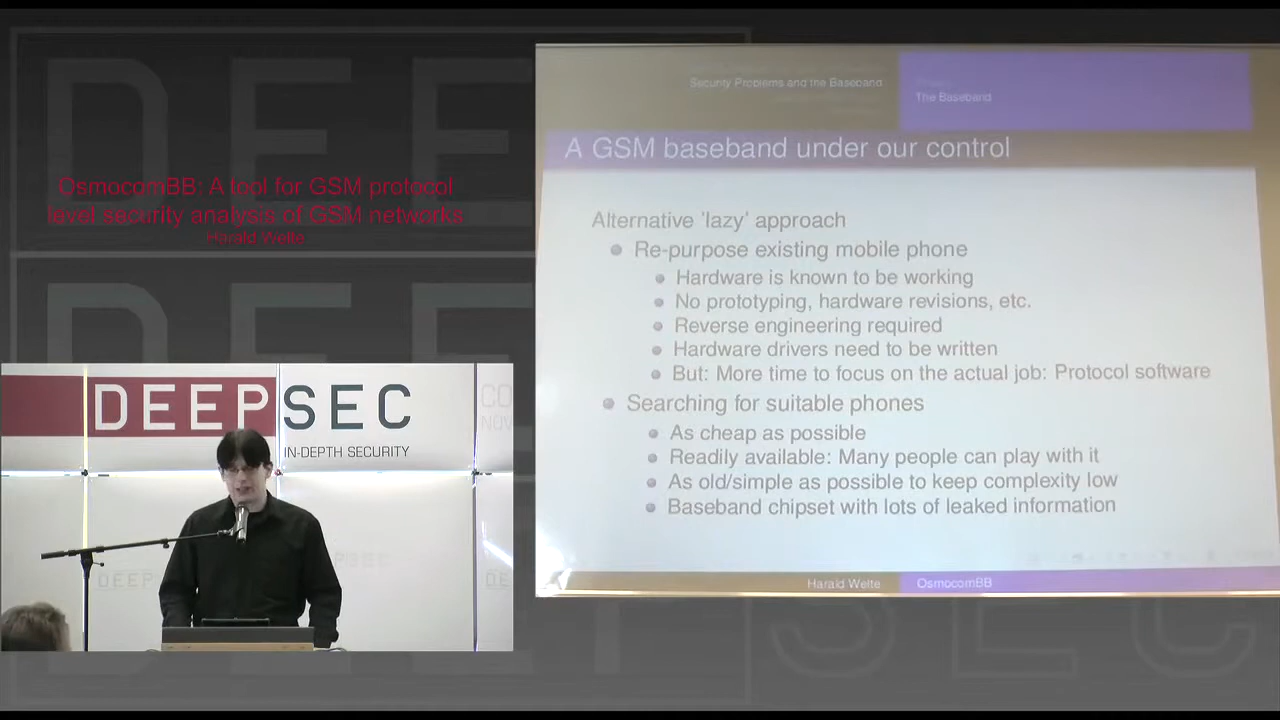 OsmocomBB: A tool for GSM protocol
level security analysis of GSM networks
Harald Welte
DEEPSEC
IN-DEPTH SECURITY
Security Problems and the Baseband
The Baseband
A GSM baseband under our control
Alternative 'lazy' approach
Re-purpose existing mobile phone
Hardware is known to be working
No prototyping, hardware revisions, etc.
Reverse engineering required
Hardware drivers need to be written
But: More time to focus on the actual job: Protocol software
Searching for suitable phones
As cheap as possible
Readily available: Many people can play with it
As old/simple as possible to keep complexity low
Baseband chipset with lots of leaked information
Harald Welte
OsmocomBB
DEEP
SEC